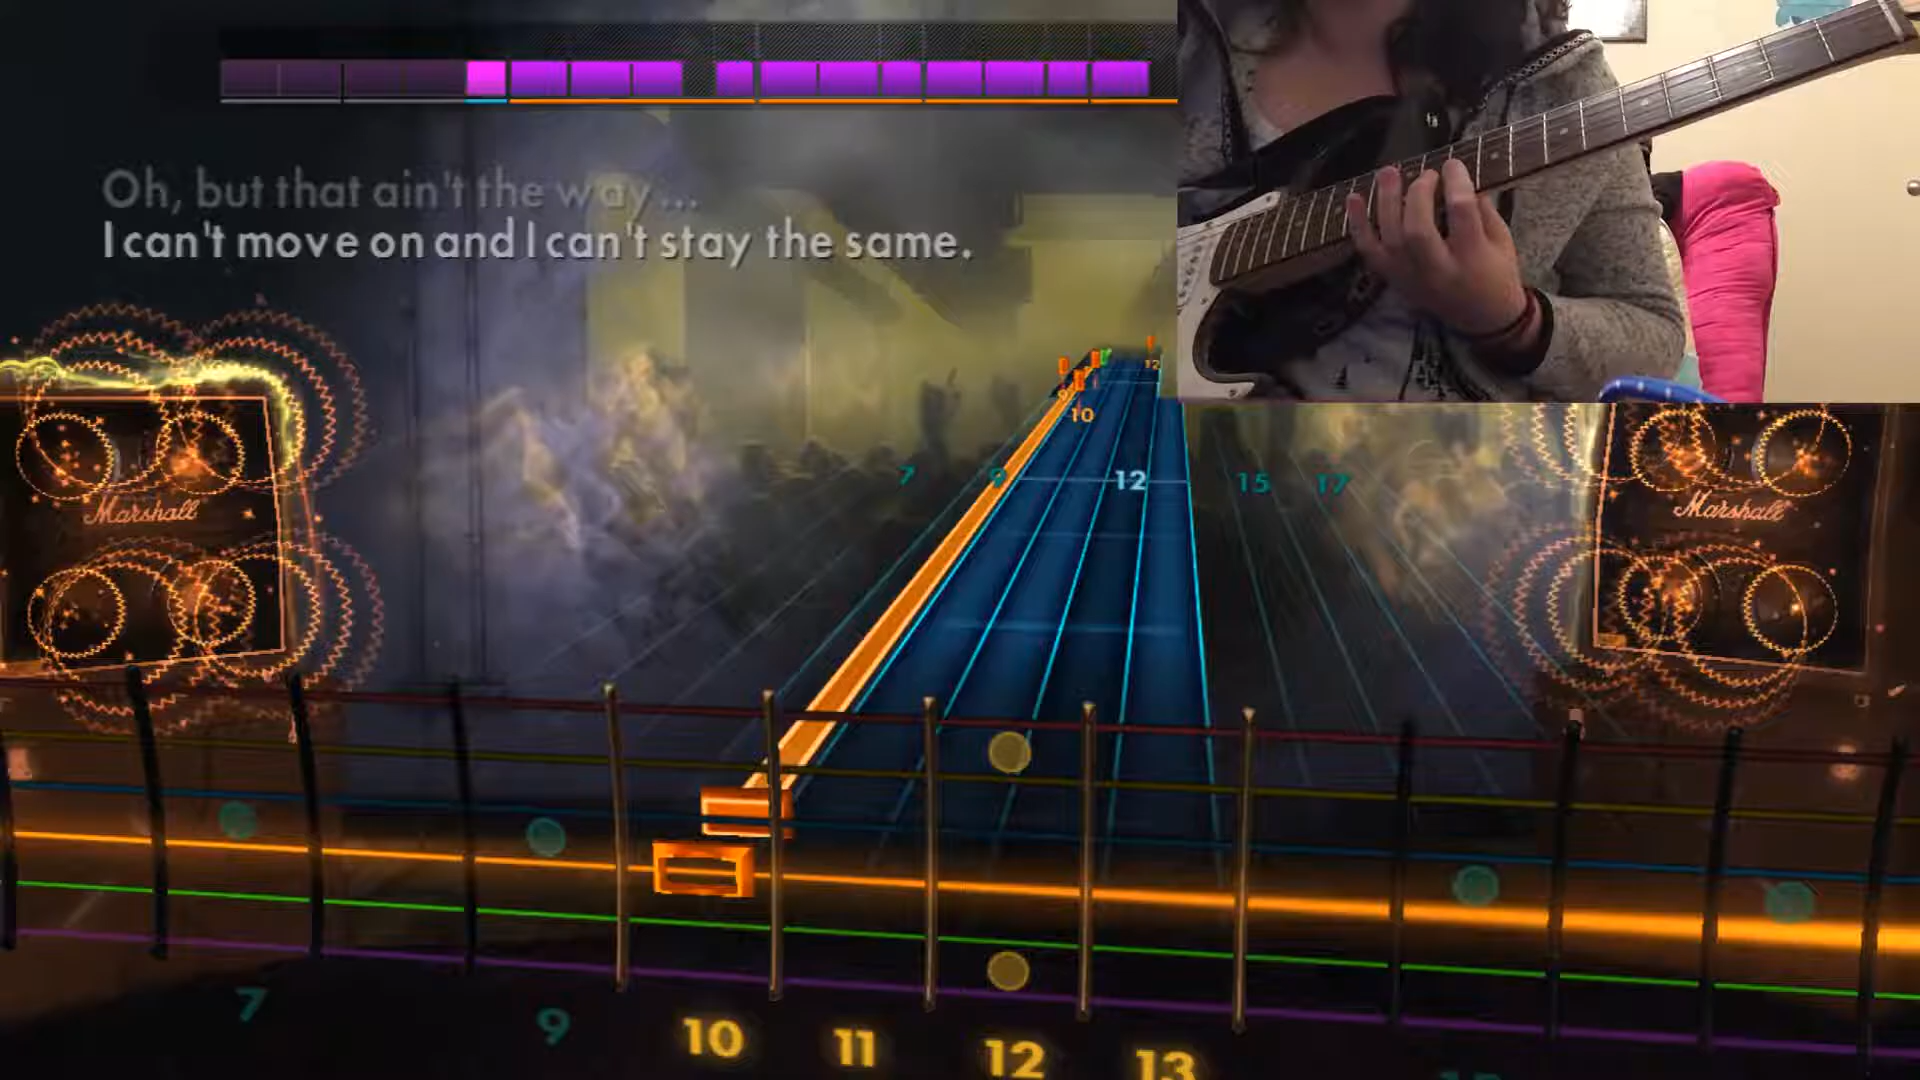 Oh, but that ain't the way...
I can't move on and I can't stay the same.
12
10
7 9 12 15 17
Marshall
Marshall
7 9 10 11 12 13